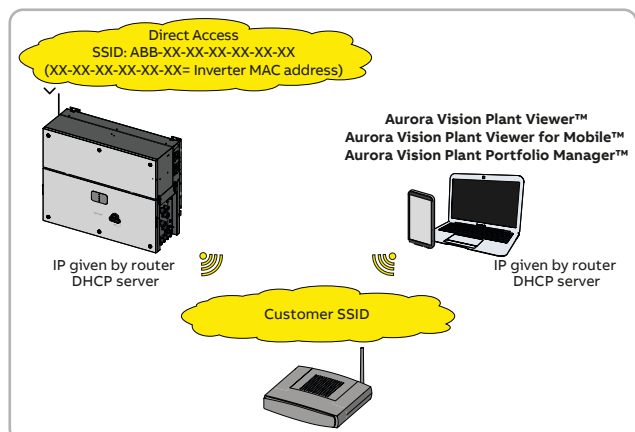 Direct Access
SSID: ABB-XX-XX-XX-XX-XX-XX
(XX-XX-XX-XX-XX-XX= Inverter MAC address)
Aurora Vision Plant Viewer™
Aurora Vision Plant Viewer for Mobile™
Aurora Vision Plant Portfolio Manager™
IP given by router
DHCP server
IP given by router
DHCP server
Customer SSID